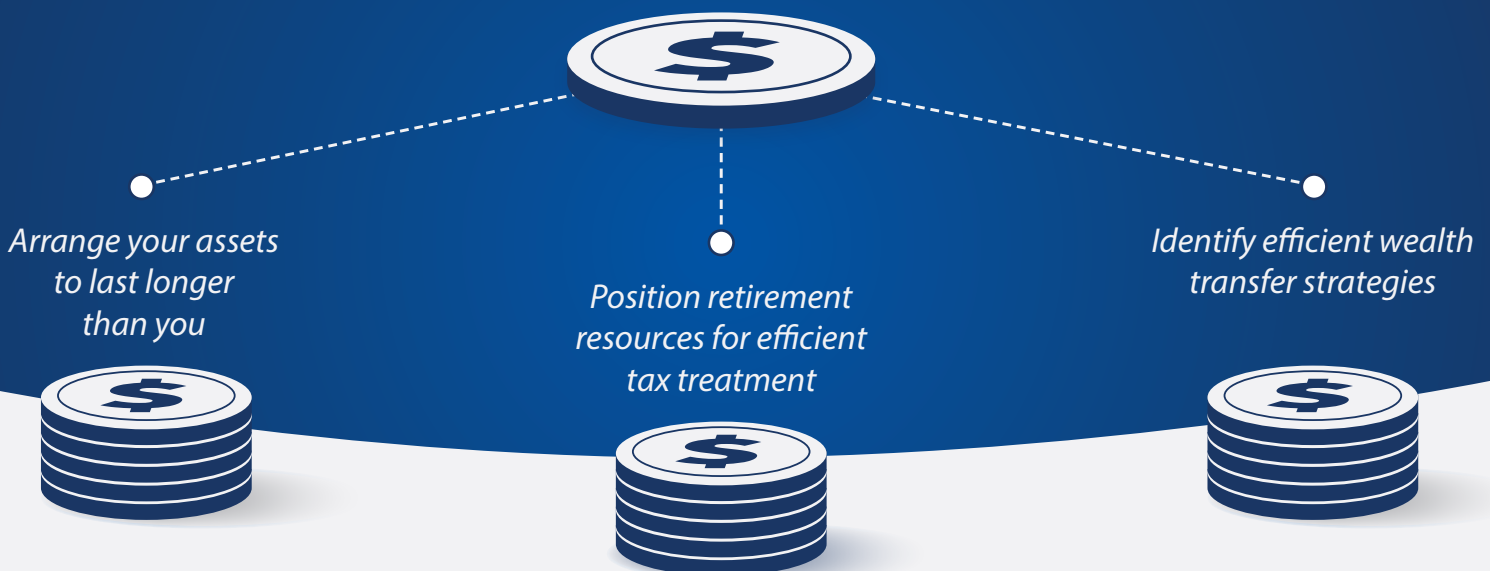 Arrange your assets
to last longer
than you
Position retirement
resources for efficient
tax treatment
Identify efficient wealth
transfer strategies
$
$
$
$